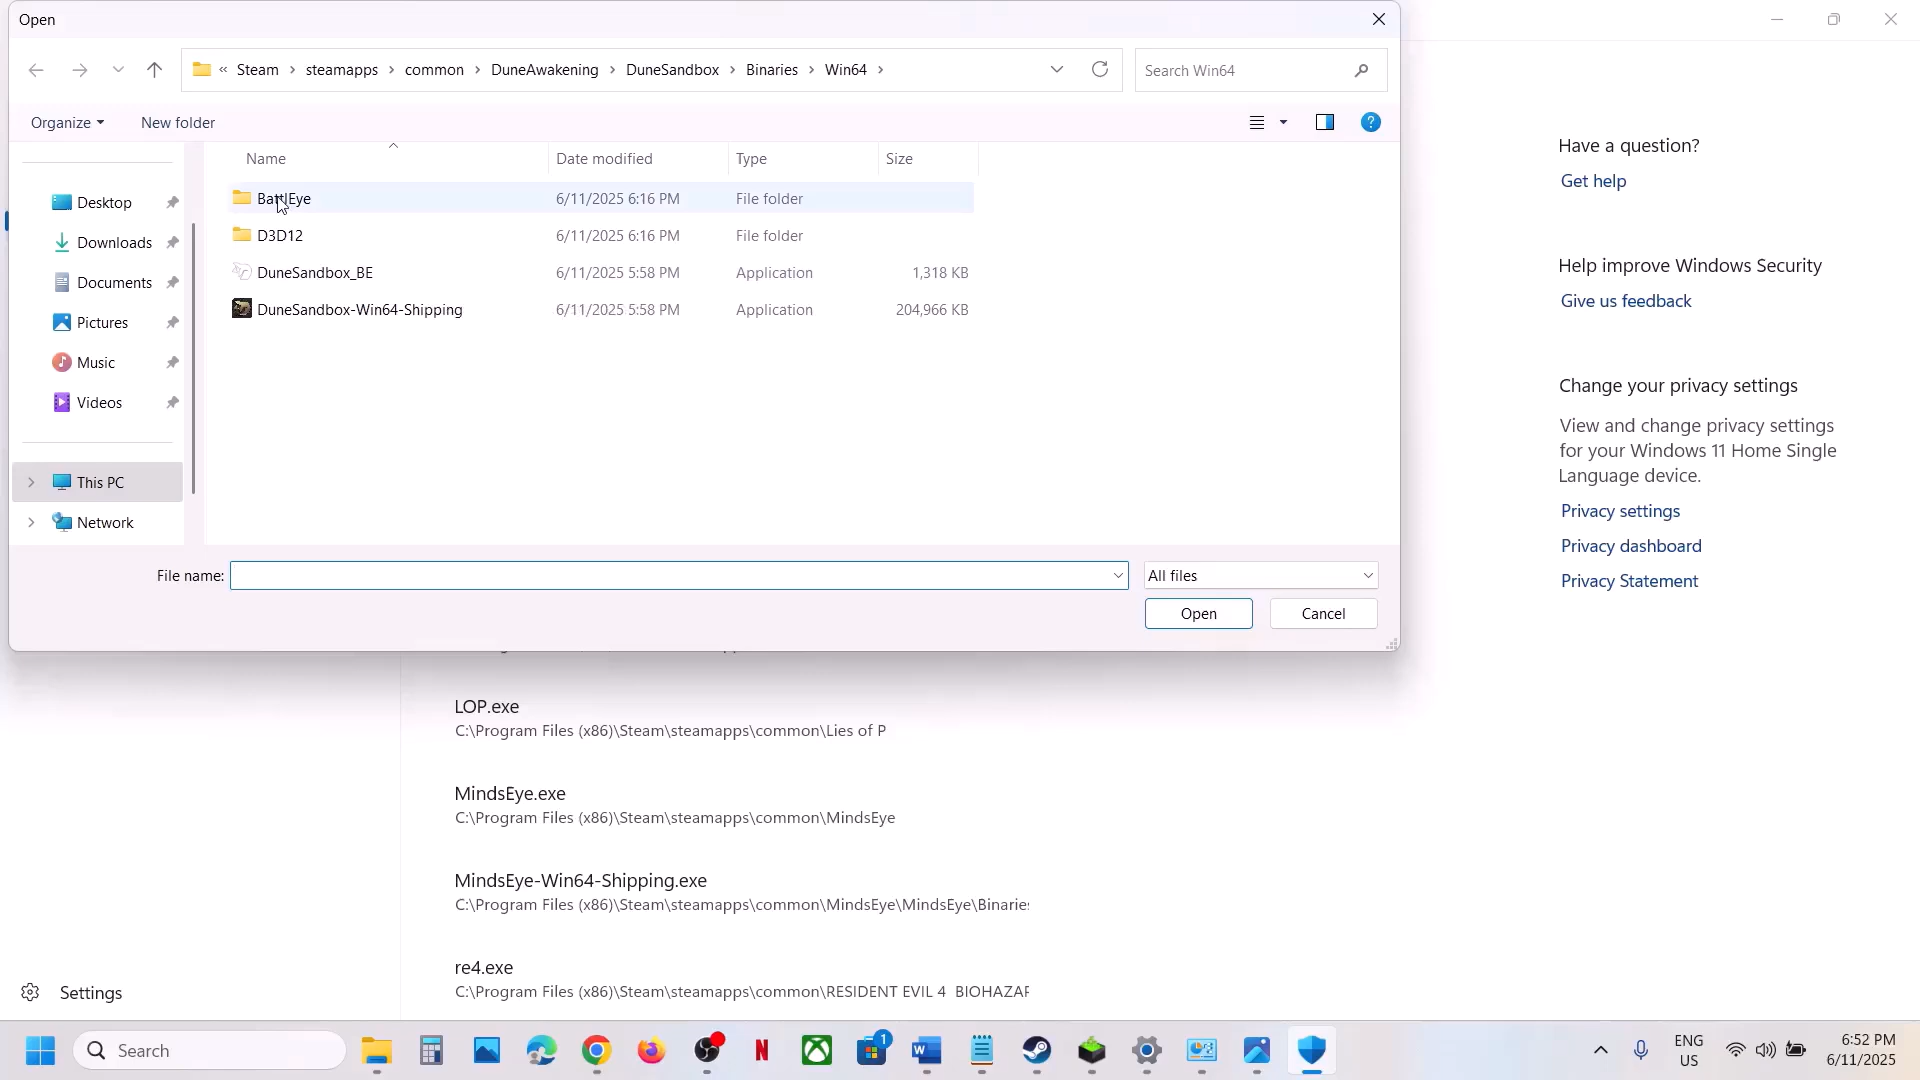 Open
« Steam > steamapps > common > DuneAwakening > DuneSandbox > Binaries > Win64 >
Search Win64
Organize
New folder
Name
Date modified
Type
Size
BattlEye
6/11/2025 6:16 PM
File folder
D3D12
6/11/2025 6:16 PM
File folder
DuneSandbox_BE
6/11/2025 5:58 PM
Application
1,318 KB
DuneSandbox-Win64-Shipping
6/11/2025 5:58 PM
Application
204,966 KB
Desktop
Downloads
Documents
Pictures
Music
Videos
This PC
Network
File name:
All files
Open
Cancel
Have a question?
Get help
Help improve Windows Security
Give us feedback
Change your privacy settings
View and change privacy settings
for your Windows 11 Home Single
Language device.
Privacy settings
Privacy dashboard
Privacy Statement
LOP.exe
C:\Program Files (x86)\Steam\steamapps\common\Lies of P
MindsEye.exe
C:\Program Files (x86)\Steam\steamapps\common\MindsEye
MindsEye-Win64-Shipping.exe
C:\Program Files (x86)\Steam\steamapps\common\MindsEye\MindsEye\Binaries
re4.exe
C:\Program Files (x86)\Steam\steamapps\common\RESIDENT EVIL 4 BIOHAZAR
Settings
Search
1
ENG
US
6:52 PM
6/11/2025